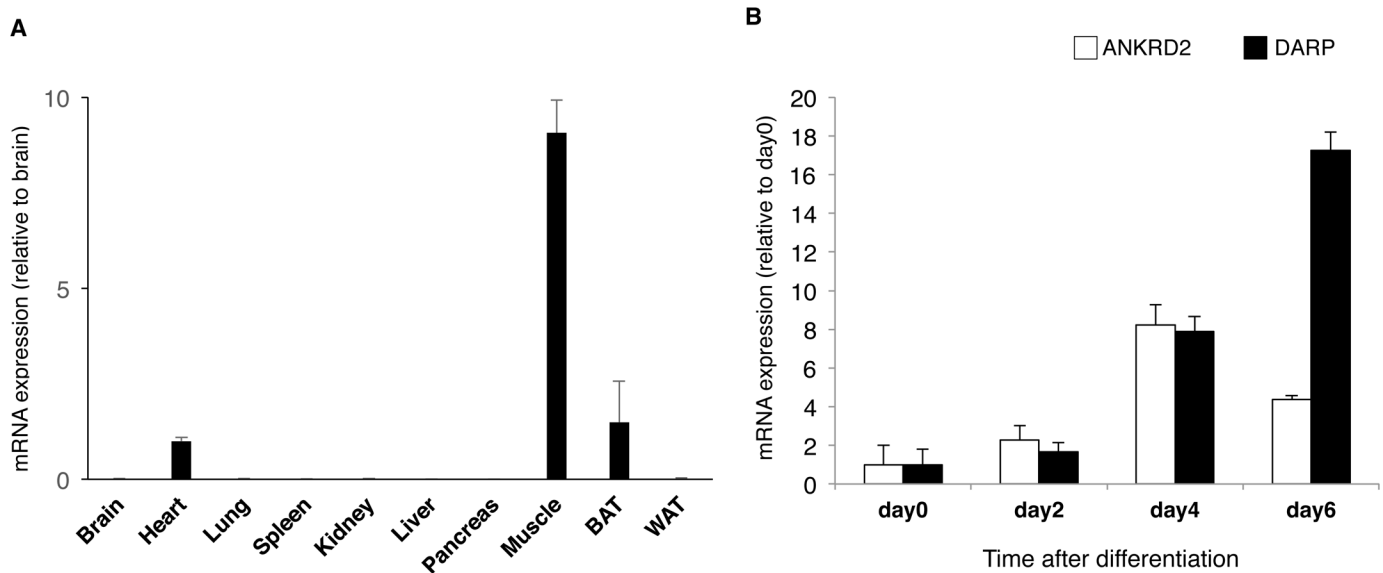 A
mRNA expression (relative to brain)
10
5
0
Brain
Heart
Lung
Spleen
Kidney
Liver
Pancreas
Muscle
BAT
WAT
B
ANKRD2
DARP
mRNA expression (relative to day0)
20
18
16
14
12
10
8
6
4
2
0
day0
day2
day4
day6
Time after differentiation